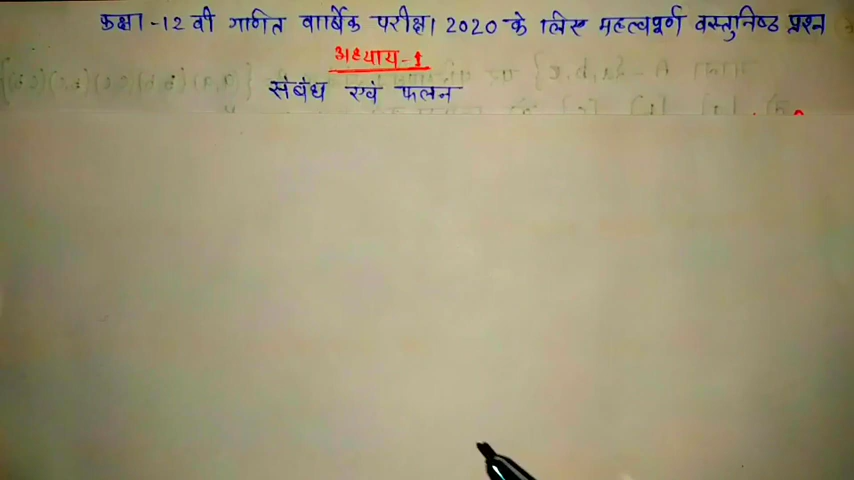 कक्षा -12 वी गणित वार्षिक परीक्षा 2020 के लिए महत्वपूर्ण वस्तुनिष्ठ प्रश्न
अध्याय-1
संबंध एवं फलन